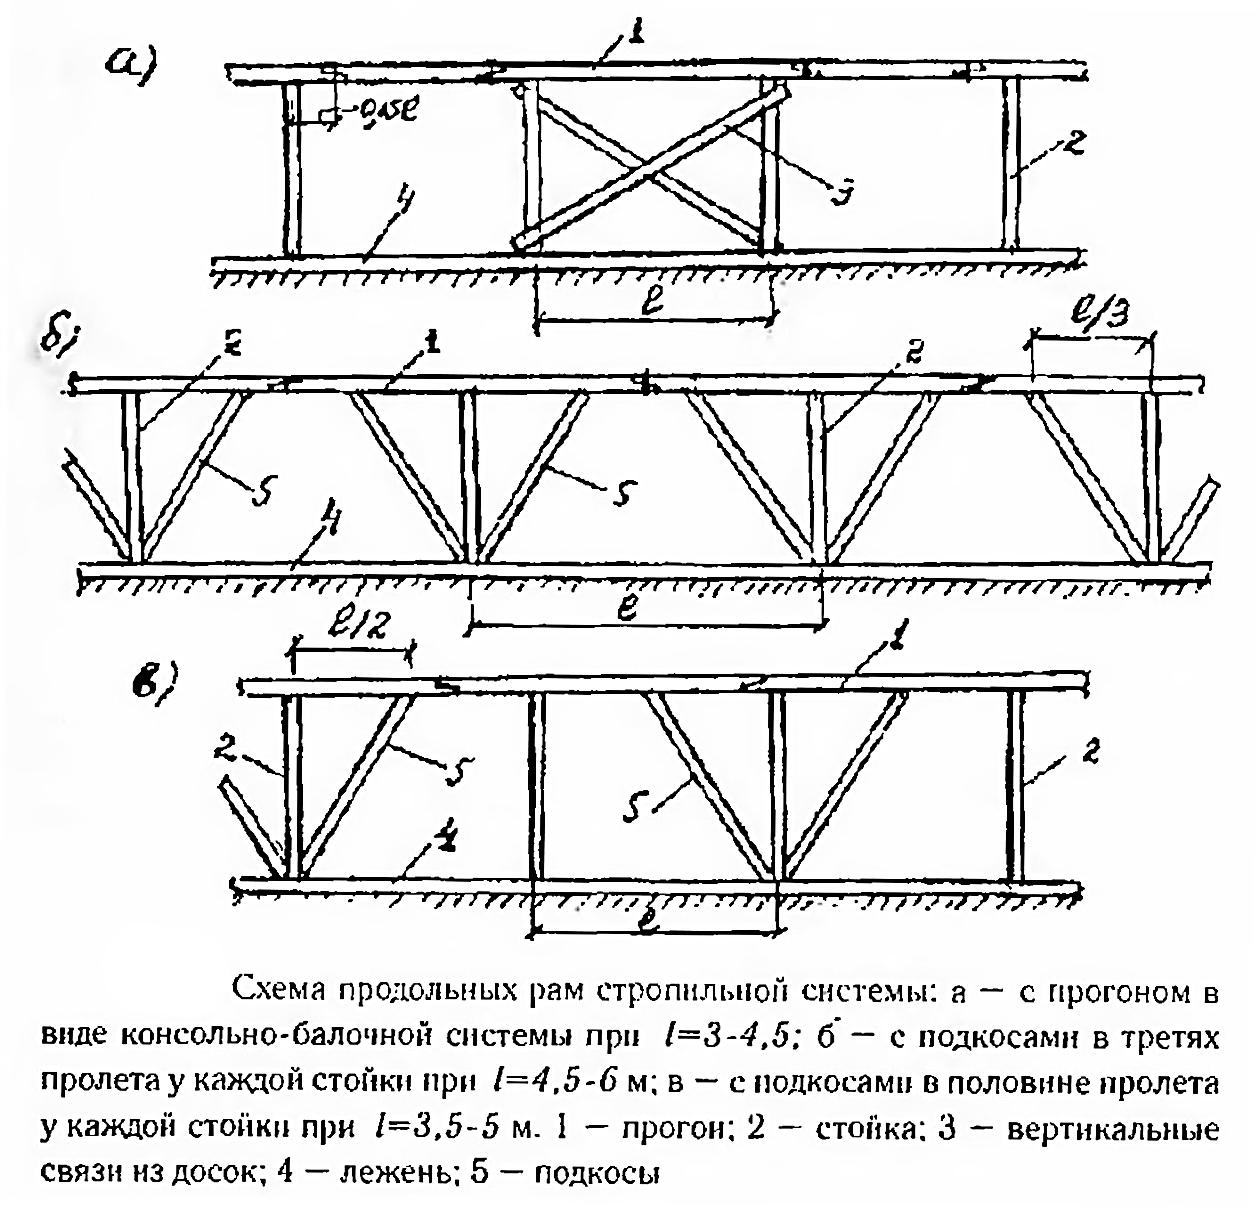 а)
1
0,15l
2
3
4
l
б)
2
1
2
l/3
5
5
4
l
l/2
в)
1
2
5
5
2
4
l
Схема продольных рам стропильной системы: а — с прогоном в
виде консольно-балочной системы при l=3-4,5; б — с подкосами в третях
пролета у каждой стойки при l=4,5-6 м; в — с подкосами в половине пролета
у каждой стойки при l=3,5-5 м. 1 — прогон; 2 — стойка; 3 — вертикальные
связи из досок; 4 — лежень; 5 — подкосы